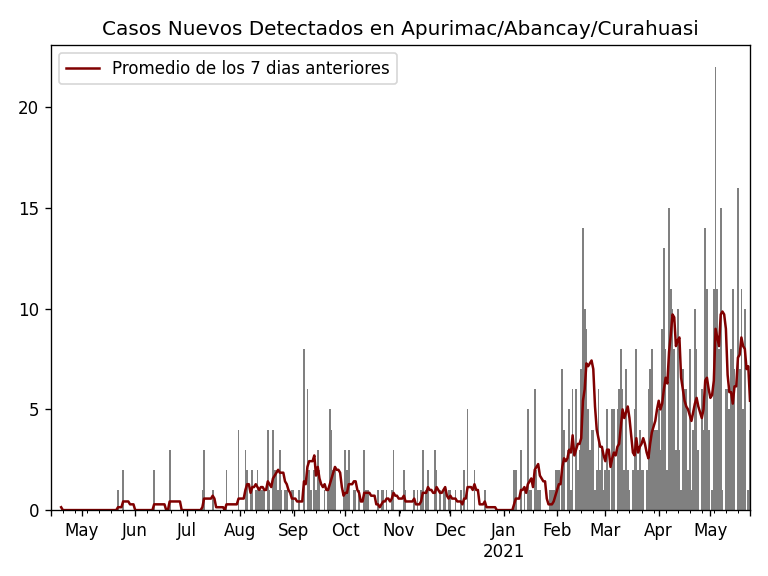 Casos Nuevos Detectados en Apurimac/Abancay/Curahuasi
Promedio de los 7 dias anteriores
20
15
10
5
0
May Jun Jul Aug Sep Oct Nov Dec Jan Feb Mar Apr May
2021